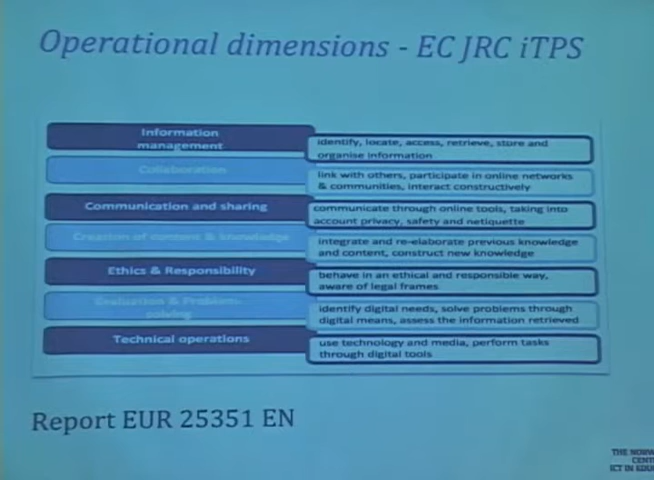 Operational dimensions - EC JRC iTPS
Information
management
identify, locate, access, retrieve, store and
organise information
Collaboration
link with others, participate in online networks
& communities, interact constructively
Communication and sharing
communicate through online tools, taking into
account privacy, safety and netiquette
Creation of content & knowledge
integrate and re-elaborate previous knowledge
and content, construct new knowledge
Ethics & Responsibility
behave in an ethical and responsible way,
aware of legal frames
Evaluation & Problem-
solving
identify digital needs, solve problems through
digital means, assess the information retrieved
Technical operations
use technology and media, perform tasks
through digital tools
Report EUR 25351 EN
THE
ICT IN